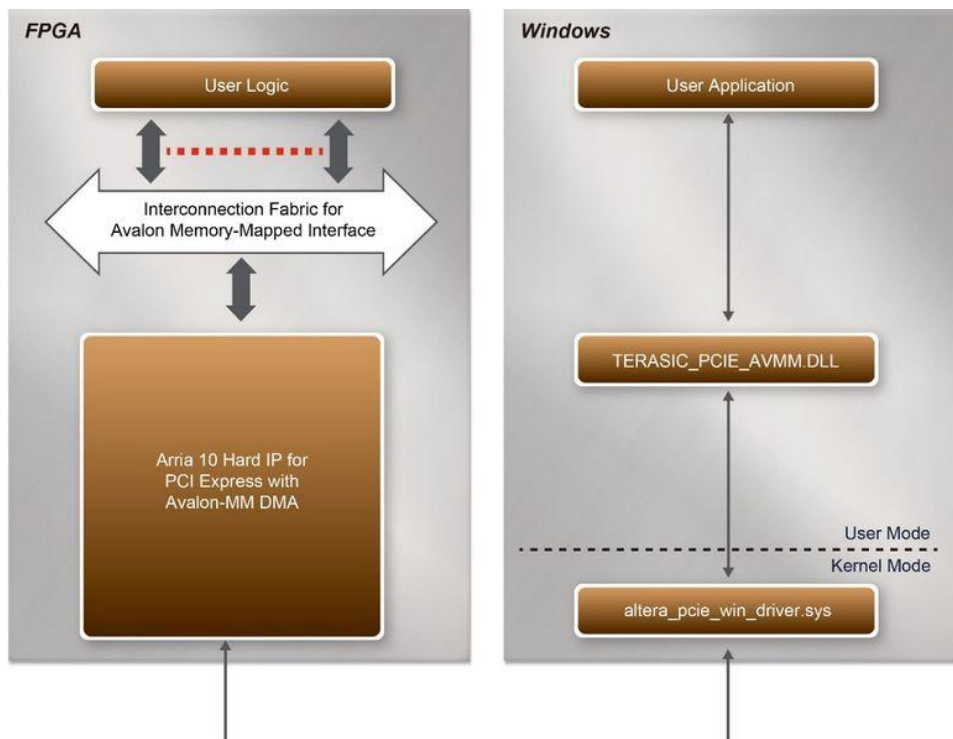 FPGA
User Logic
Interconnection Fabric for
Avalon Memory-Mapped Interface
Arria 10 Hard IP for
PCI Express with
Avalon-MM DMA
Windows
User Application
TERASIC_PCIE_AVMM.DLL
User Mode
Kernel Mode
altera_pcie_win_driver.sys